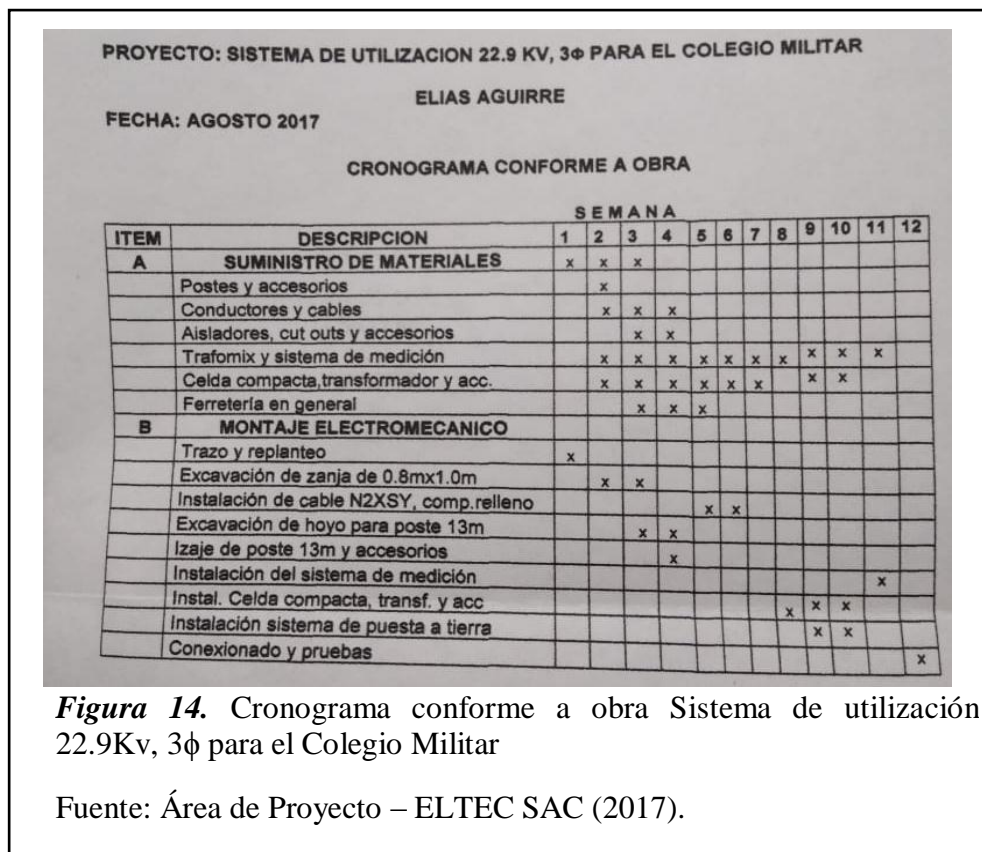 PROYECTO: SISTEMA DE UTILIZACION 22.9 KV, 3Φ PARA EL COLEGIO MILITAR
ELIAS AGUIRRE
FECHA: AGOSTO 2017
CRONOGRAMA CONFORME A OBRA
S E M A N A
ITEM DESCRIPCION 1 2 3 4 5 6 7 8 9 10 11 12
A SUMINISTRO DE MATERIALES x x x
Postes y accesorios x
Conductores y cables x x x
Aisladores, cut outs y accesorios x x
Trafomix y sistema de medición x x x x x x x x x x
Celda compacta,transformador y acc. x x x x x x x x
Ferretería en general x x x
B MONTAJE ELECTROMECANICO
Trazo y replanteo x
Excavación de zanja de 0.8mx1.0m x x
Instalación de cable N2XSY, comp.relleno x x
Excavación de hoyo para poste 13m x x
Izaje de poste 13m y accesorios x
Instalación del sistema de medición x
Instal. Celda compacta, transf. y acc x x x
Instalación sistema de puesta a tierra x x
Conexionado y pruebas x
Figura 14. Cronograma conforme a obra Sistema de utilización
22.9Kv, 3ϕ para el Colegio Militar
Fuente: Área de Proyecto – ELTEC SAC (2017).